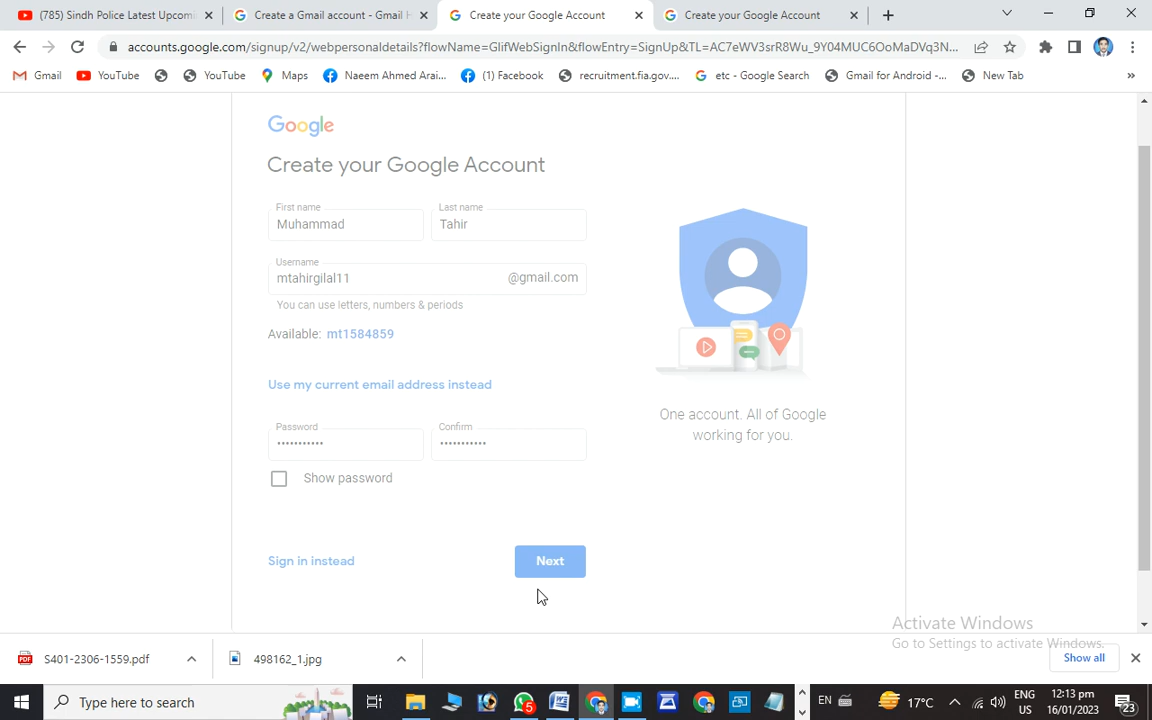 (785) Sindh Police Latest Upcomi
Create a Gmail account - Gmail H
Create your Google Account
Create your Google Account
accounts.google.com/signup/v2/webpersonaldetails?flowName=GlifWebSignIn&flowEntry=SignUp&TL=AC7eWV3srR8Wu_9Y04MUC6OoMaDVq3N...
Gmail
YouTube
YouTube
Maps
Naeem Ahmed Arai...
(1) Facebook
recruitment.fia.gov....
etc - Google Search
Gmail for Android -...
New Tab
»
Google
Create your Google Account
First name
Last name
Muhammad
Tahir
Username
mtahirgilal11
@gmail.com
You can use letters, numbers & periods
Available: mt1584859
Use my current email address instead
Password
Confirm
•••••••••••
•••••••••••
Show password
Sign in instead
Next
One account. All of Google
working for you.
Activate Windows
Go to Settings to activate Windows.
S401-2306-1559.pdf
498162_1.jpg
Show all
Type here to search
5
EN
17°C
ENG
US
12:13 pm
16/01/2023
23